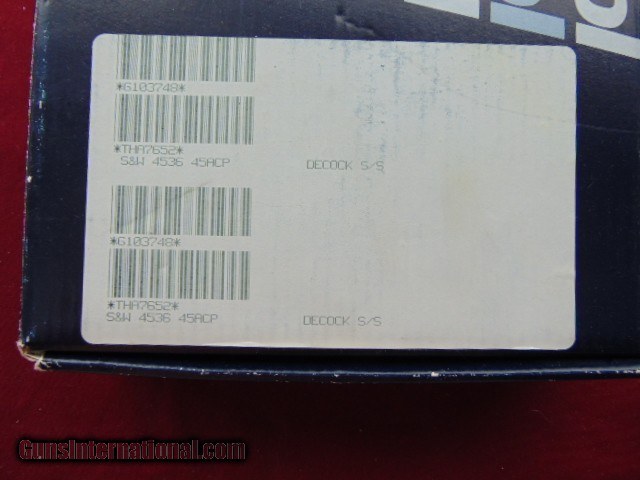 *G103748*
*THA7652*
S&W 4536 45ACP DECOCK S/S
*G103748*
*THA7652*
S&W 4536 45ACP DECOCK S/S
GunsInternational.com